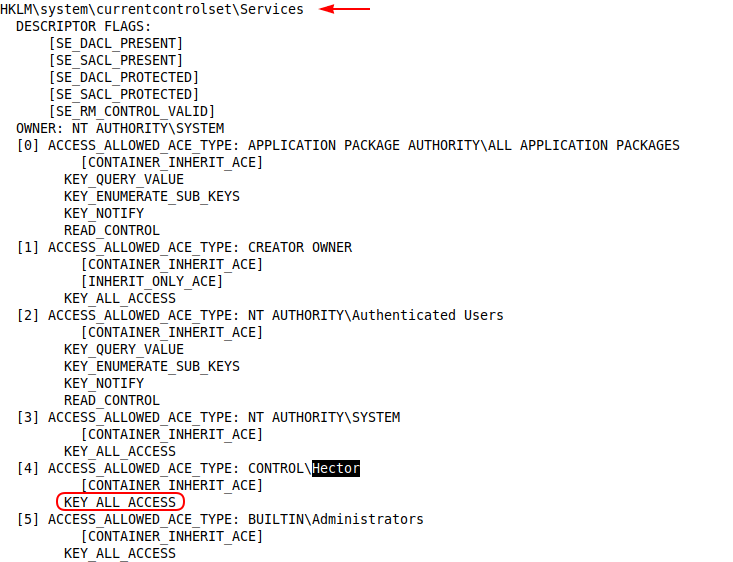 HKLM\system\currentcontrolset\Services
DESCRIPTOR FLAGS:
[SE_DACL_PRESENT]
[SE_SACL_PRESENT]
[SE_DACL_PROTECTED]
[SE_SACL_PROTECTED]
[SE_RM_CONTROL_VALID]
OWNER: NT AUTHORITY\SYSTEM
[0] ACCESS_ALLOWED_ACE_TYPE: APPLICATION PACKAGE AUTHORITY\ALL APPLICATION PACKAGES
[CONTAINER_INHERIT_ACE]
KEY_QUERY_VALUE
KEY_ENUMERATE_SUB_KEYS
KEY_NOTIFY
READ_CONTROL
[1] ACCESS_ALLOWED_ACE_TYPE: CREATOR OWNER
[CONTAINER_INHERIT_ACE]
[INHERIT_ONLY_ACE]
KEY_ALL_ACCESS
[2] ACCESS_ALLOWED_ACE_TYPE: NT AUTHORITY\Authenticated Users
[CONTAINER_INHERIT_ACE]
KEY_QUERY_VALUE
KEY_ENUMERATE_SUB_KEYS
KEY_NOTIFY
READ_CONTROL
[3] ACCESS_ALLOWED_ACE_TYPE: NT AUTHORITY\SYSTEM
[CONTAINER_INHERIT_ACE]
KEY_ALL_ACCESS
[4] ACCESS_ALLOWED_ACE_TYPE: CONTROL\Hector
[CONTAINER_INHERIT_ACE]
KEY_ALL_ACCESS
[5] ACCESS_ALLOWED_ACE_TYPE: BUILTIN\Administrators
[CONTAINER_INHERIT_ACE]
KEY_ALL_ACCESS